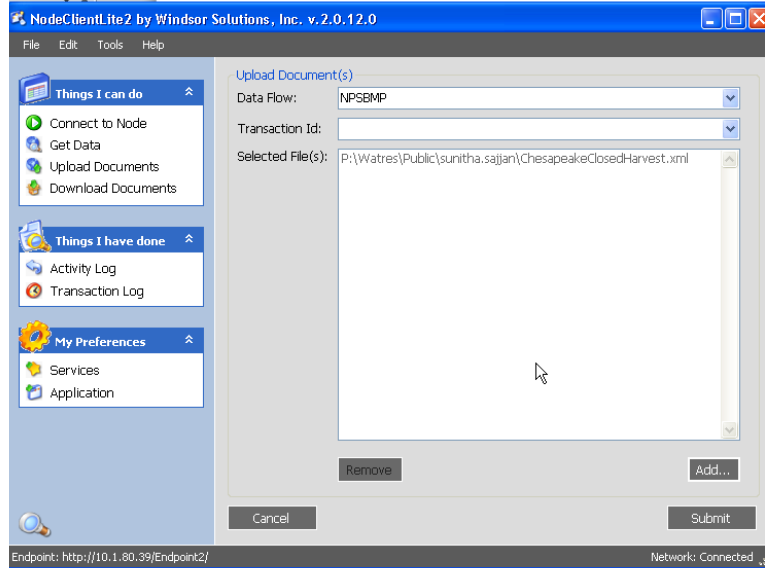 NodeClientLite2 by Windsor Solutions, Inc. v.2.0.12.0
File Edit Tools Help
Things I can do
Connect to Node
Get Data
Upload Documents
Download Documents
Things I have done
Activity Log
Transaction Log
My Preferences
Services
Application
Upload Document(s)
Data Flow: NPSBMP
Transaction Id:
Selected File(s): P:\Watres\Public\sunitha.sajjan\ChesapeakeClosedHarvest.xml
Remove Add...
Cancel Submit
Endpoint: http://10.1.80.39/Endpoint2/ Network: Connected